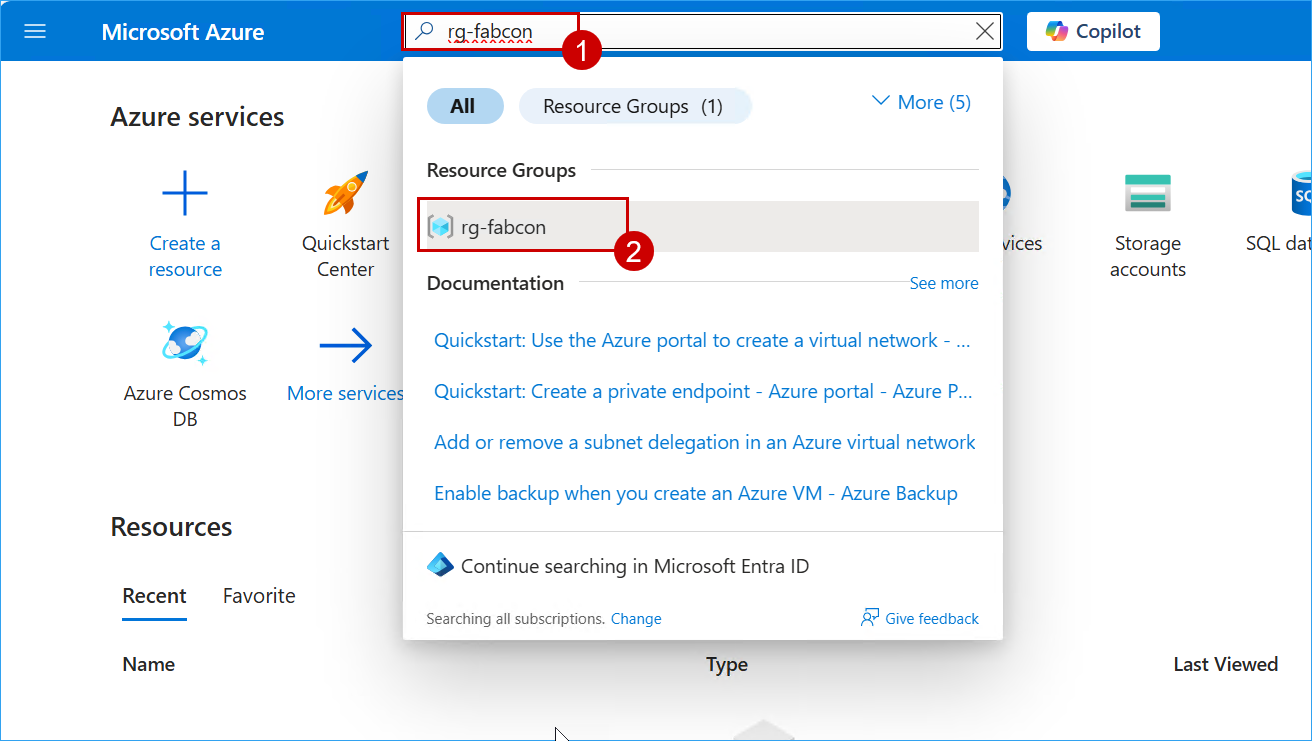 Microsoft Azure
rg-fabcon
1
Copilot
All
Resource Groups (1)
More (5)
Azure services
Resource Groups
rg-fabcon
2
Create a
resource
Quickstart
Center
vices
Storage
accounts
SQL dat
SC
Documentation
See more
Quickstart: Use the Azure portal to create a virtual network - ...
Quickstart: Create a private endpoint - Azure portal - Azure P...
Add or remove a subnet delegation in an Azure virtual network
Enable backup when you create an Azure VM - Azure Backup
Azure Cosmos
DB
More services
Resources
Continue searching in Microsoft Entra ID
Recent
Favorite
Searching all subscriptions. Change
Give feedback
Name
Type
Last Viewed